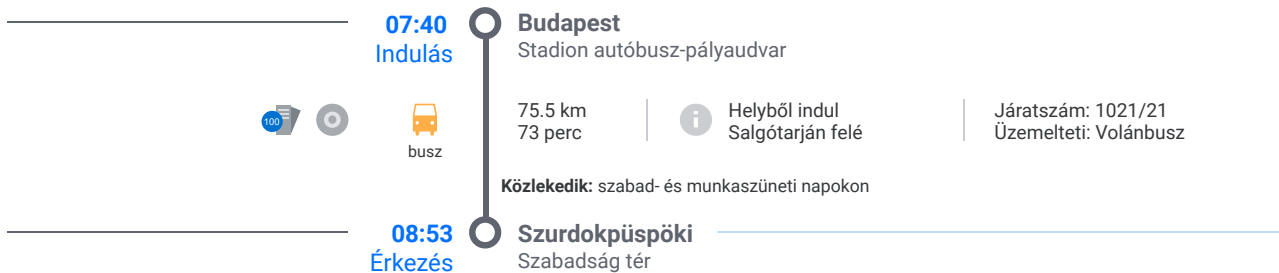 07:40
Indulás
Budapest
Stadion autóbusz-pályaudvar
100
busz
75.5 km
73 perc
Helyből indul
Salgótarján felé
Járatszám: 1021/21
Üzemelteti: Volánbusz
Közlekedik: szabad- és munkaszüneti napokon
08:53
Érkezés
Szurdokpüspöki
Szabadság tér